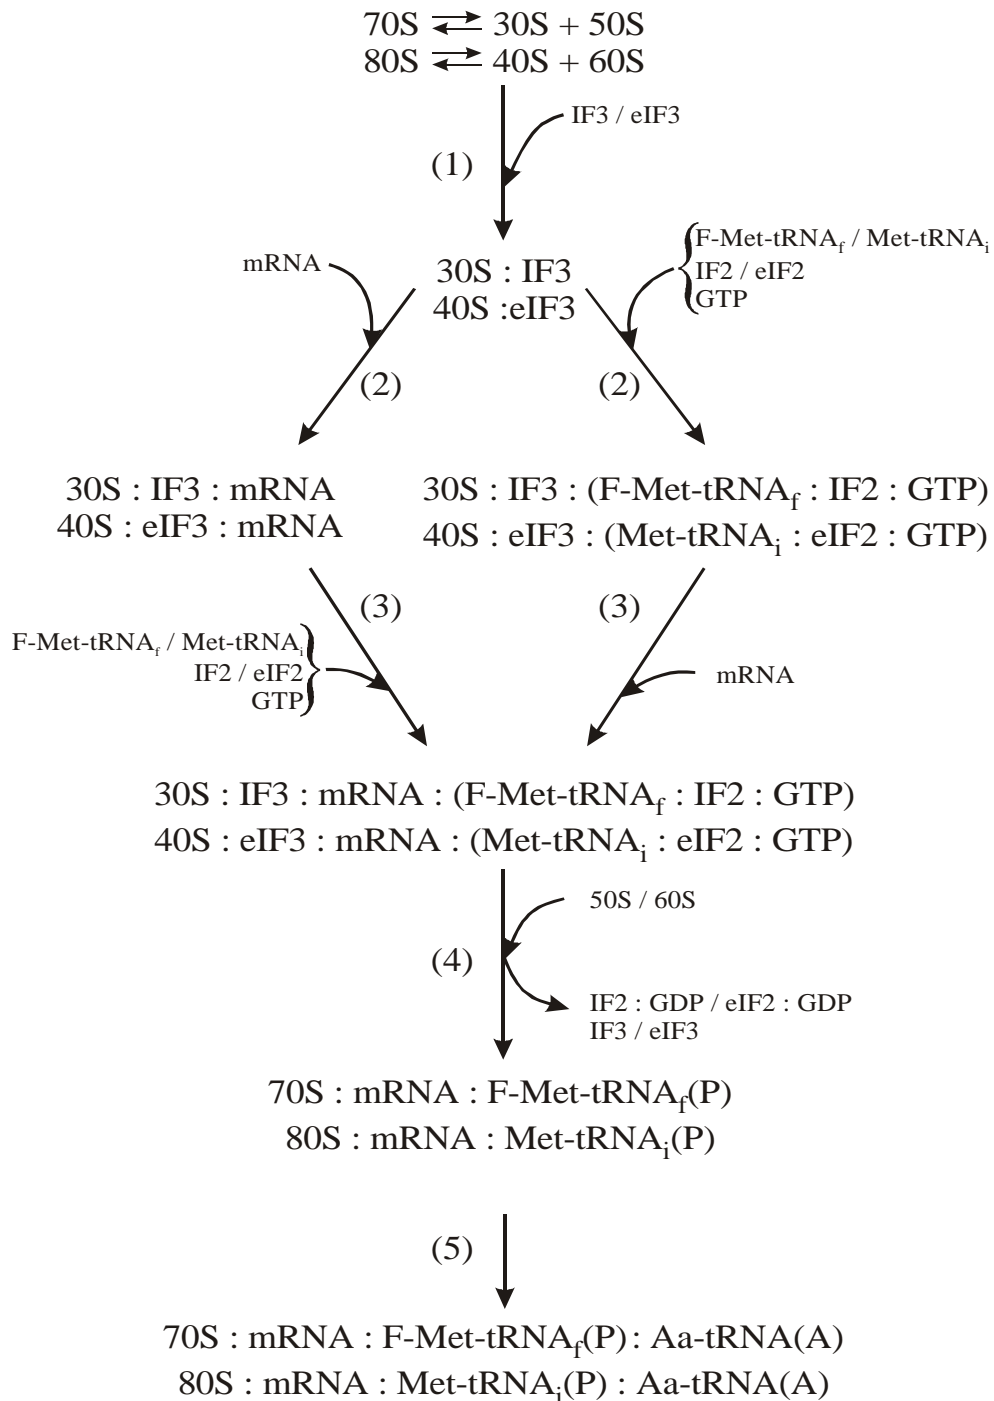 70S ⇌ 30S + 50S
80S ⇌ 40S + 60S
IF3 / eIF3
(1)
mRNA
30S : IF3
40S :eIF3
F-Met-tRNAf / Met-tRNAi
IF2 / eIF2
GTP
(2)
(2)
30S : IF3 : mRNA
40S : eIF3 : mRNA
30S : IF3 : (F-Met-tRNAf : IF2 : GTP)
40S : eIF3 : (Met-tRNAi : eIF2 : GTP)
(3)
(3)
F-Met-tRNAf / Met-tRNAi
IF2 / eIF2
GTP
mRNA
30S : IF3 : mRNA : (F-Met-tRNAf : IF2 : GTP)
40S : eIF3 : mRNA : (Met-tRNAi : eIF2 : GTP)
50S / 60S
(4)
IF2 : GDP / eIF2 : GDP
IF3 / eIF3
70S : mRNA : F-Met-tRNAf(P)
80S : mRNA : Met-tRNAi(P)
(5)
70S : mRNA : F-Met-tRNAf(P) : Aa-tRNA(A)
80S : mRNA : Met-tRNAi(P) : Aa-tRNA(A)